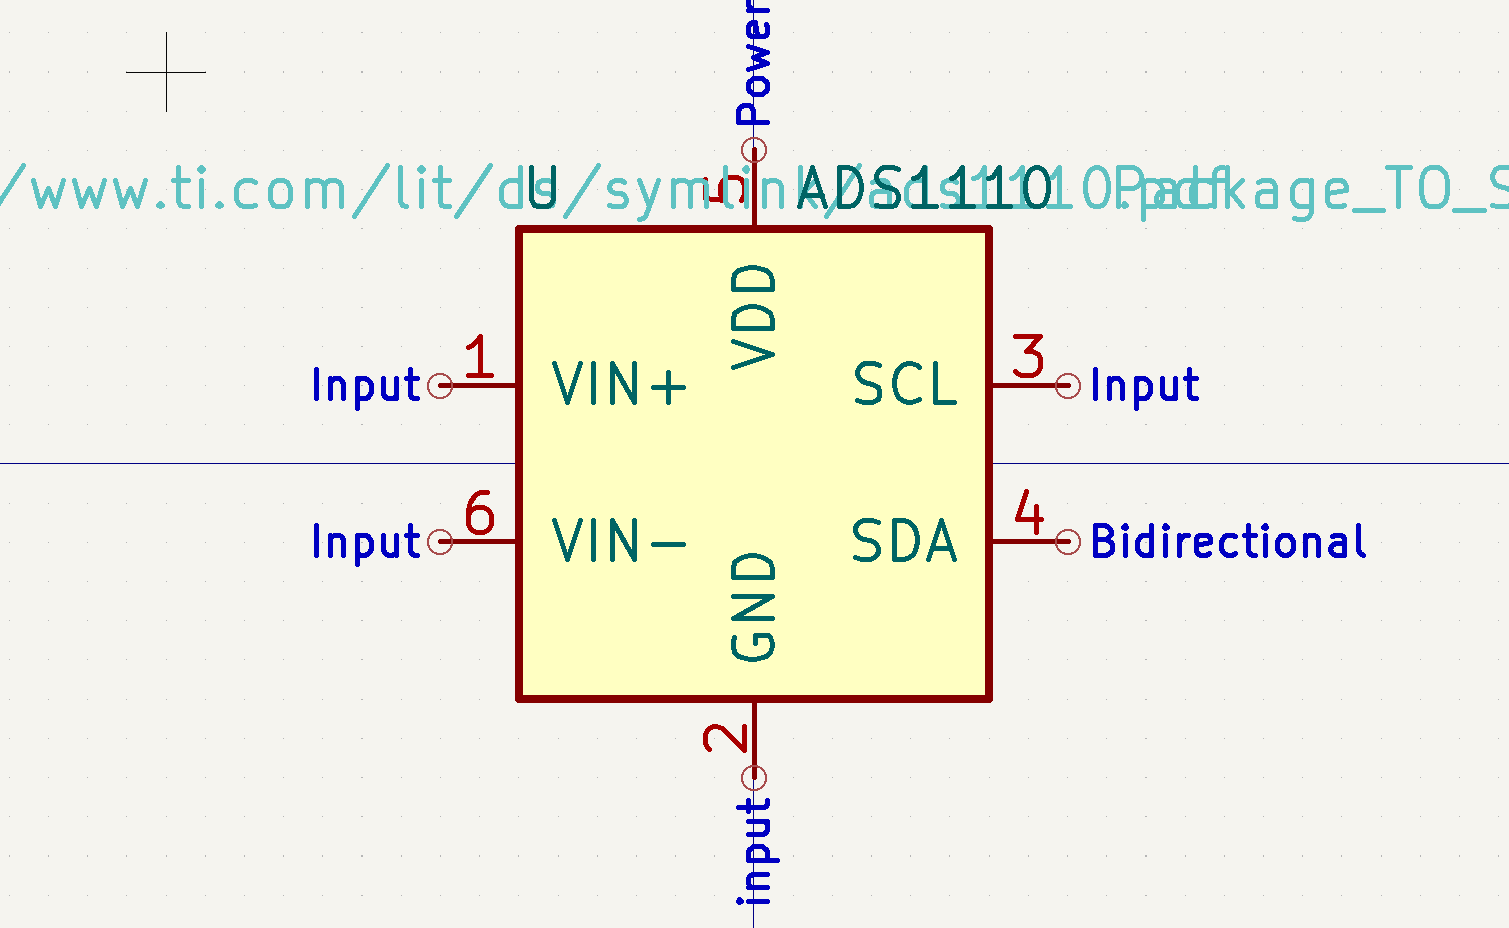 Power
/www.ti.com/lit/ds/symlink/ads1110.pdf
Package_TO_S
U
5
ADS1110
VDD
1
3
Input
VIN+
SCL
Input
6
4
Input
VIN-
SDA
Bidirectional
GND
2
input